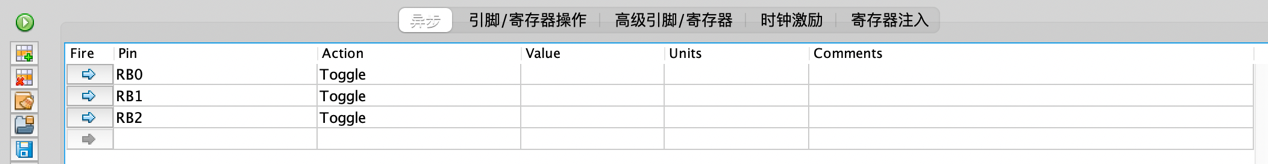 异步 引脚/寄存器操作 高级引脚/寄存器 时钟激励 寄存器注入
Fire Pin Action Value Units Comments
RB0 Toggle
RB1 Toggle
RB2 Toggle